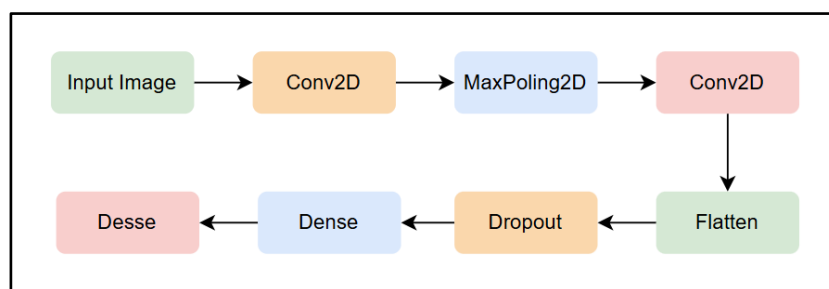 Input Image
Conv2D
MaxPoling2D
Conv2D
Flatten
Dropout
Dense
Desse